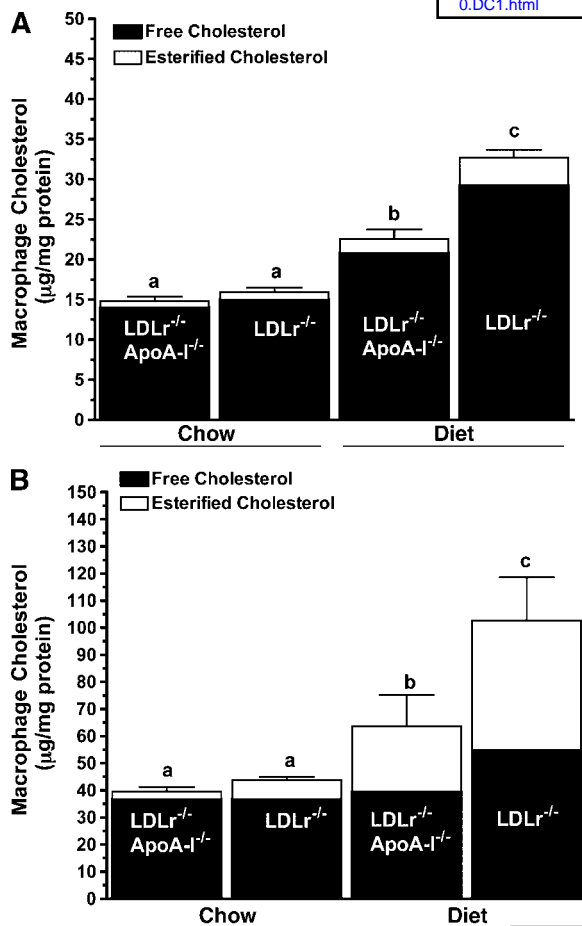 0.DC1.html
A
Free Cholesterol
Esterified Cholesterol
Macrophage Cholesterol
(µg/mg protein)
50
45
40
35
30
25
20
15
10
5
0
a
a
b
c
LDLr-/-
ApoA-I-/-
LDLr-/-
LDLr-/-
ApoA-I-/-
LDLr-/-
Chow
Diet
B
Free Cholesterol
Esterified Cholesterol
Macrophage Cholesterol
(µg/mg protein)
150
140
130
120
110
100
90
80
70
60
50
40
30
20
10
0
a
a
b
c
LDLr-/-
ApoA-I-/-
LDLr-/-
LDLr-/-
ApoA-I-/-
LDLr-/-
Chow
Diet